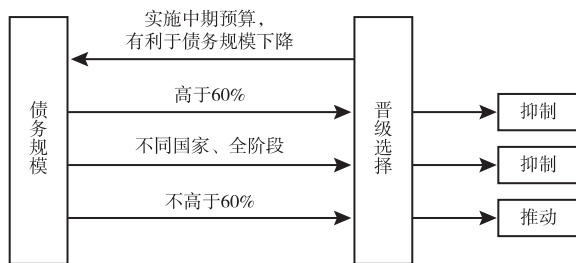 实施中期预算，
有利于债务规模下降
高于60%
不同国家、全阶段
不高于60%
债务规模
晋级选择
抑制
抑制
推动